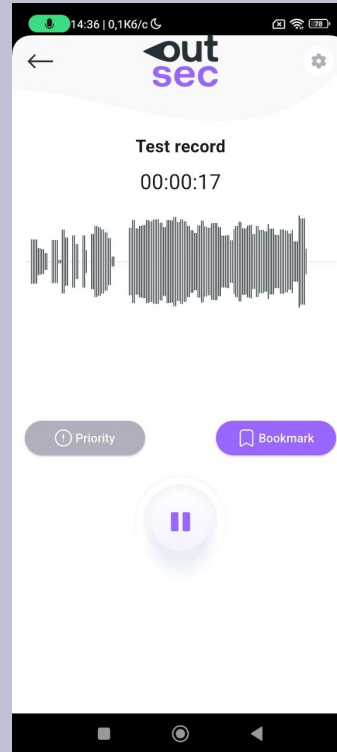 14:36 | 0,1Кб/с 78
out
sec
Test record
00:00:17
Priority
Bookmark